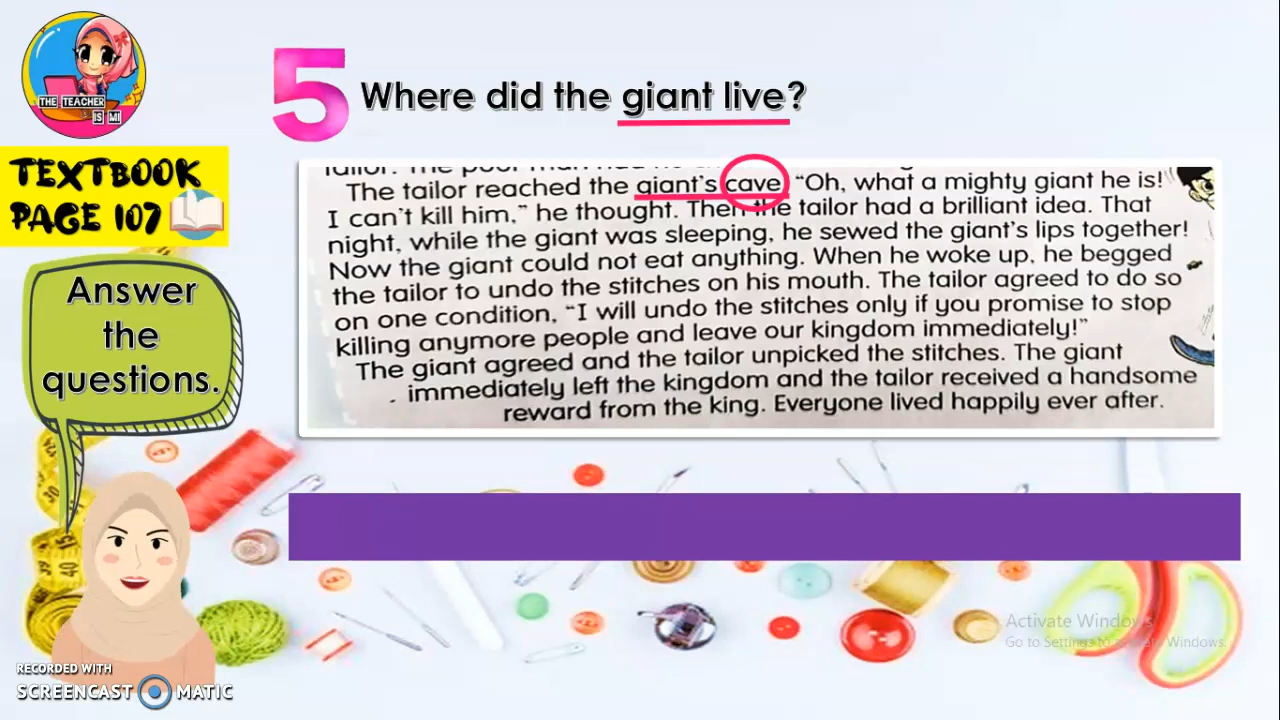 THE TEACHER
IS MI
5 Where did the giant live?
TEXTBOOK
PAGE 107
Answer
the
questions.
The tailor reached the giant's cave. "Oh, what a mighty giant he is!
I can't kill him," he thought. Then the tailor had a brilliant idea. That
night, while the giant was sleeping, he sewed the giant's lips together!
Now the giant could not eat anything. When he woke up, he begged
the tailor to undo the stitches on his mouth. The tailor agreed to do so
on one condition, "I will undo the stitches only if you promise to stop
killing anymore people and leave our kingdom immediately!"
The giant agreed and the tailor unpicked the stitches. The giant
immediately left the kingdom and the tailor received a handsome
reward from the king. Everyone lived happily ever after.
Activate Windows
Go to Settings to Windows.
RECORDED WITH
SCREENCAST MATIC